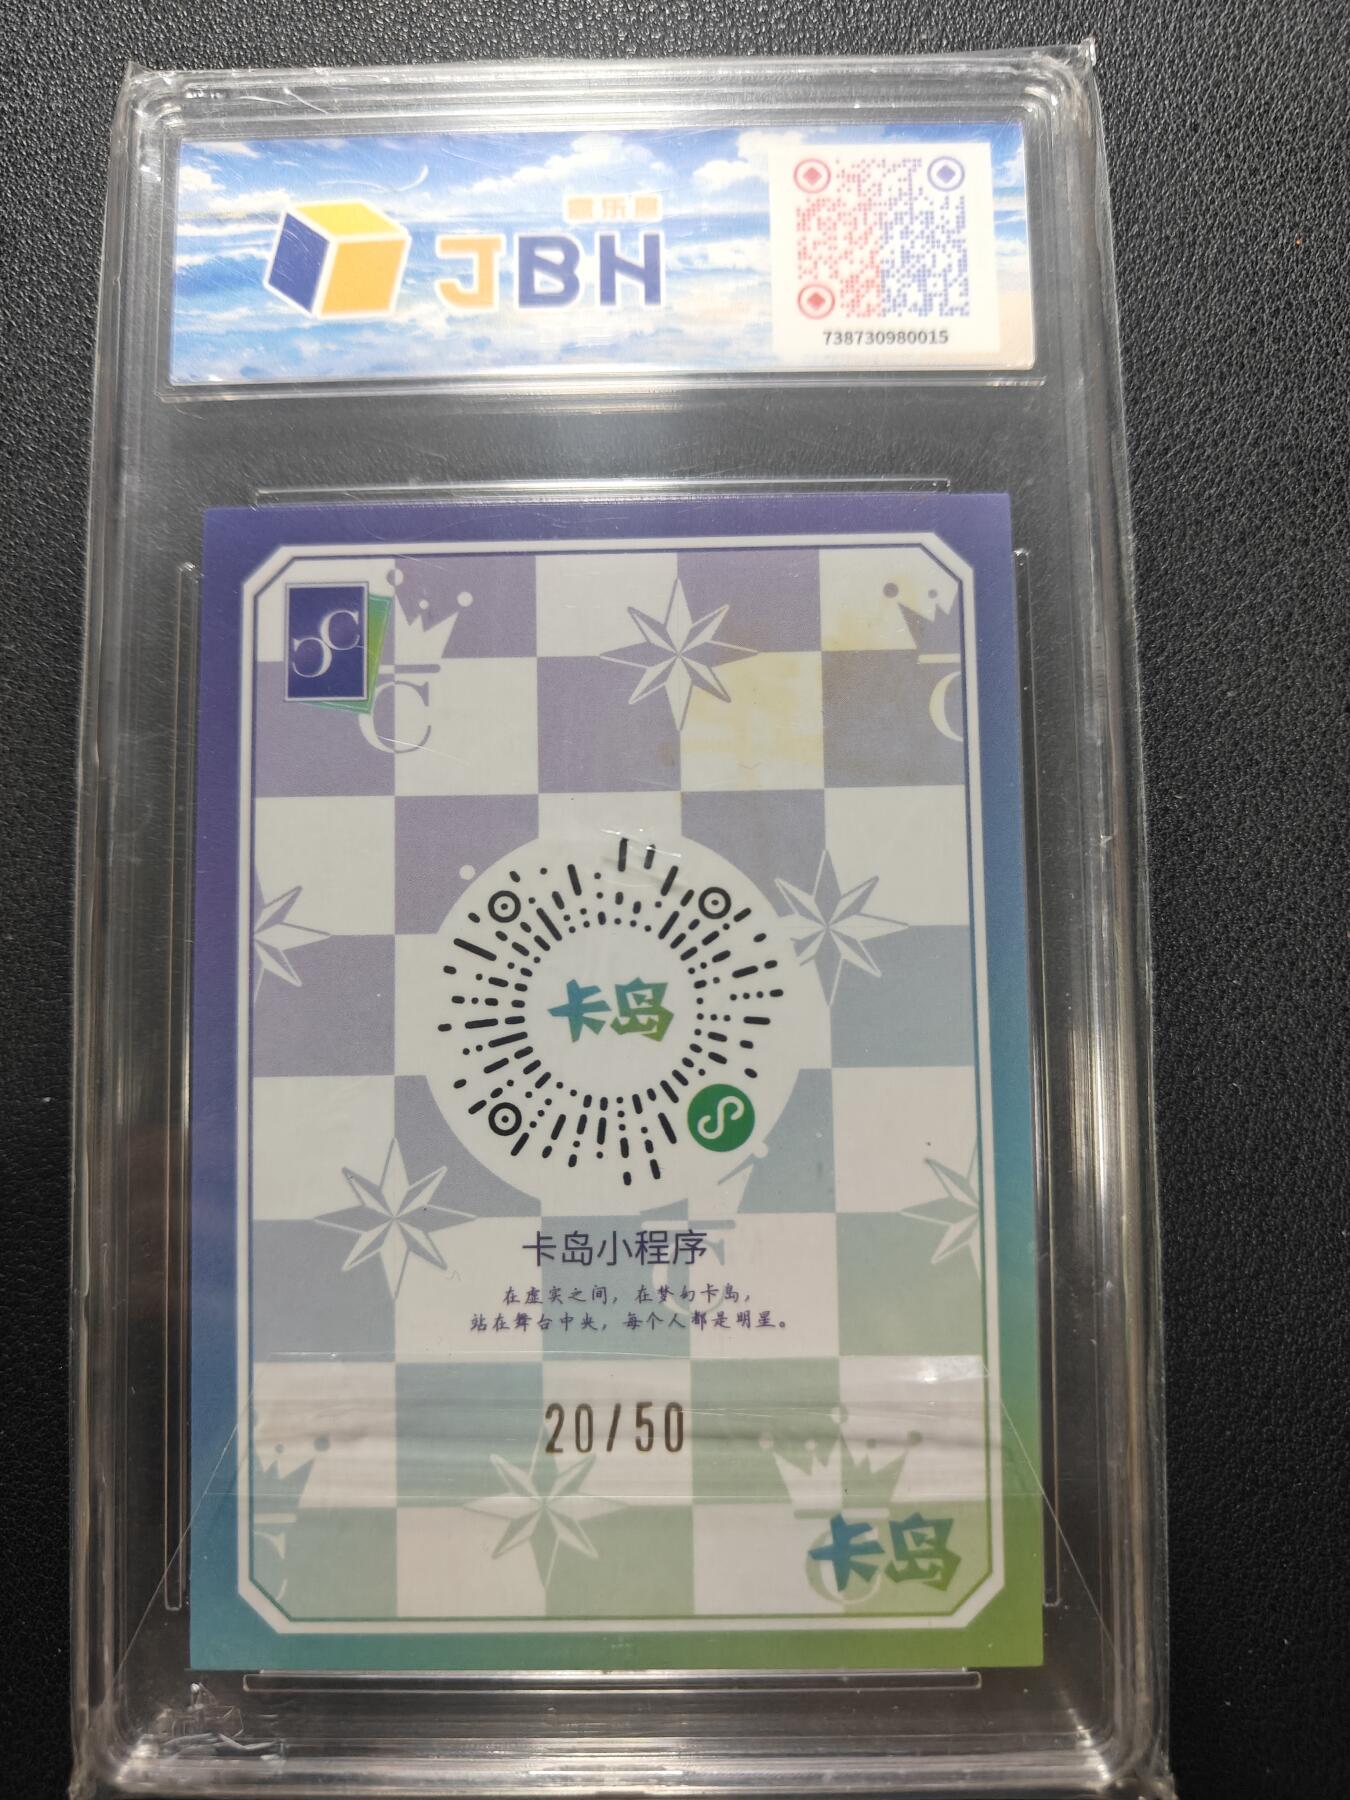 JBH
738730980015
C
C
卡岛
卡岛小程序
在虚实之间，在梦幻卡岛，
站在舞台中央，每个人都是明星。
20/50
卡岛